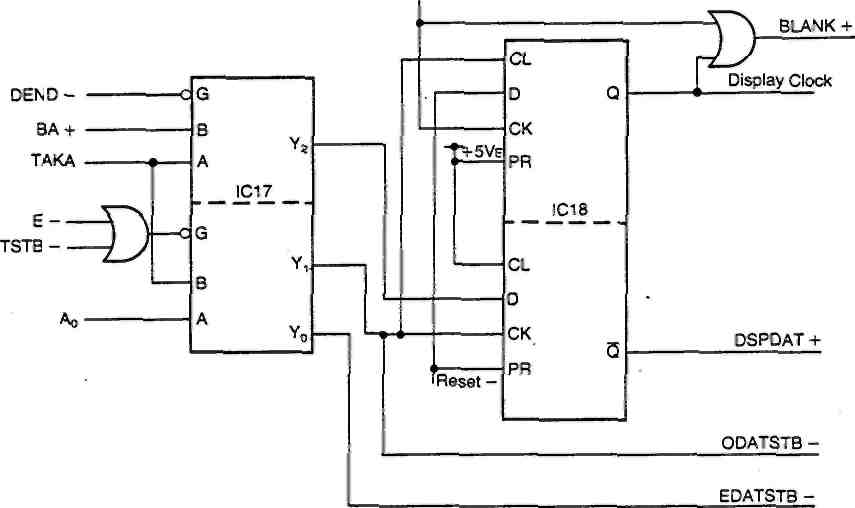 BLANK +
CL
DEND -
G
D
Q
Display Clock
BA +
B
CK
Y2
TAKA
A
+5VE
PR
IC17
IC18
E -
G
TSTB -
Y1
CL
B
D
A0
A
Y0
CK
Q̅
DSPDAT +
PR
Reset -
ODATSTB -
EDATSTB -